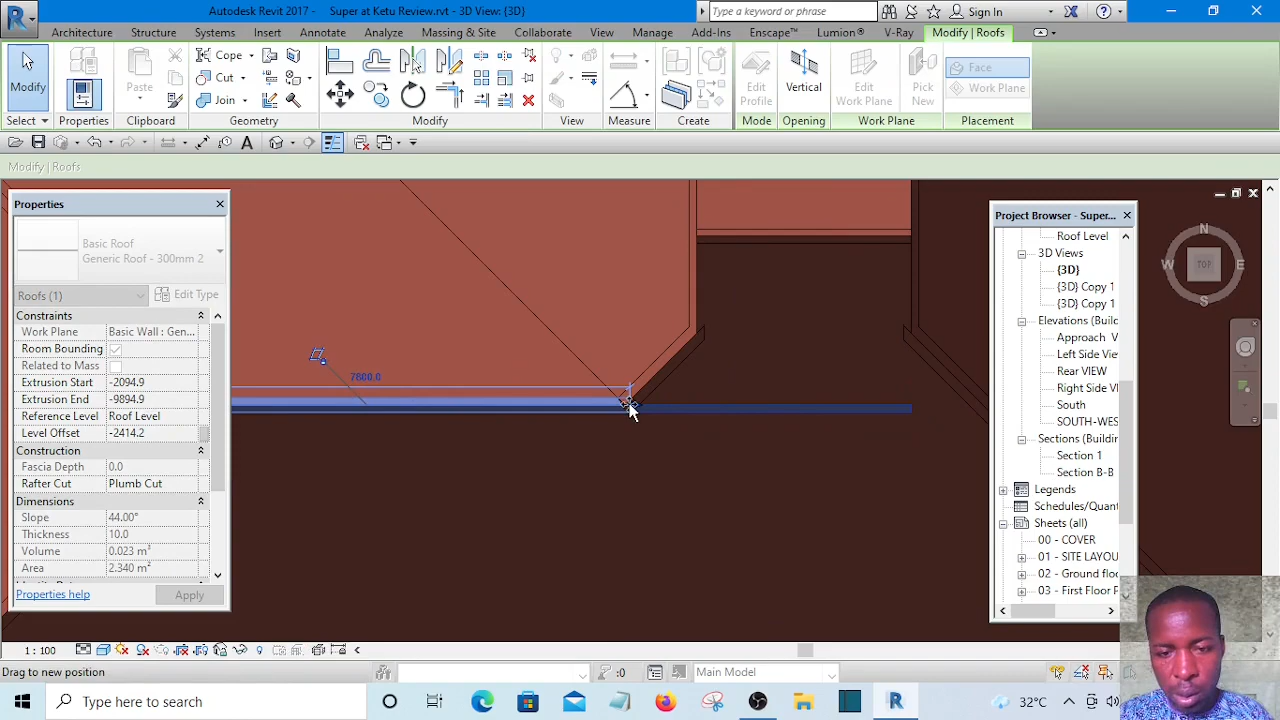 Autodesk Revit 2017 -     Super at Ketu Review.rvt - 3D View: {3D}
Type a keyword or phrase
Sign In
Architecture
Structure
Systems
Insert
Annotate
Analyze
Massing & Site
Collaborate
View
Manage
Add-Ins
Enscape™
Lumion®
V-Ray
Modify | Roofs
Modify
Paste
Cope
Cut
Join
Edit Profile
Vertical
Edit Work Plane
Pick New
Face
Work Plane
Select
Properties
Clipboard
Geometry
Modify
View
Measure
Create
Mode
Opening
Work Plane
Placement
Modify | Roofs
Properties
Basic Roof
Generic Roof - 300mm 2
Roofs (1)
Edit Type
Constraints
Work Plane Basic Wall : Gen...
Room Bounding
Related to Mass
Extrusion Start -2094.9
Extrusion End -9894.9
Reference Level Roof Level
Level Offset -2414.2
Construction
Fascia Depth 0.0
Rafter Cut Plumb Cut
Dimensions
Slope 44.00°
Thickness 10.0
Volume 0.023 m³
Area 2.340 m²
Properties help
Apply
7800.0
Project Browser - Super...
Roof Level
3D Views
{3D}
{3D} Copy 1
{3D} Copy 1
Elevations (Builc
Approach V
Left Side Vie
Rear VIEW
Right Side V
South
SOUTH-WES
Sections (Building
Section 1
Section B-B
Legends
Schedules/Quant
Sheets (all)
00 - COVER
01 - SITE LAYOU
02 - Ground floo
03 - First Floor P
N
W
TOP
E
S
1 : 100
Drag to new position
:0
Main Model
Type here to search
32°C